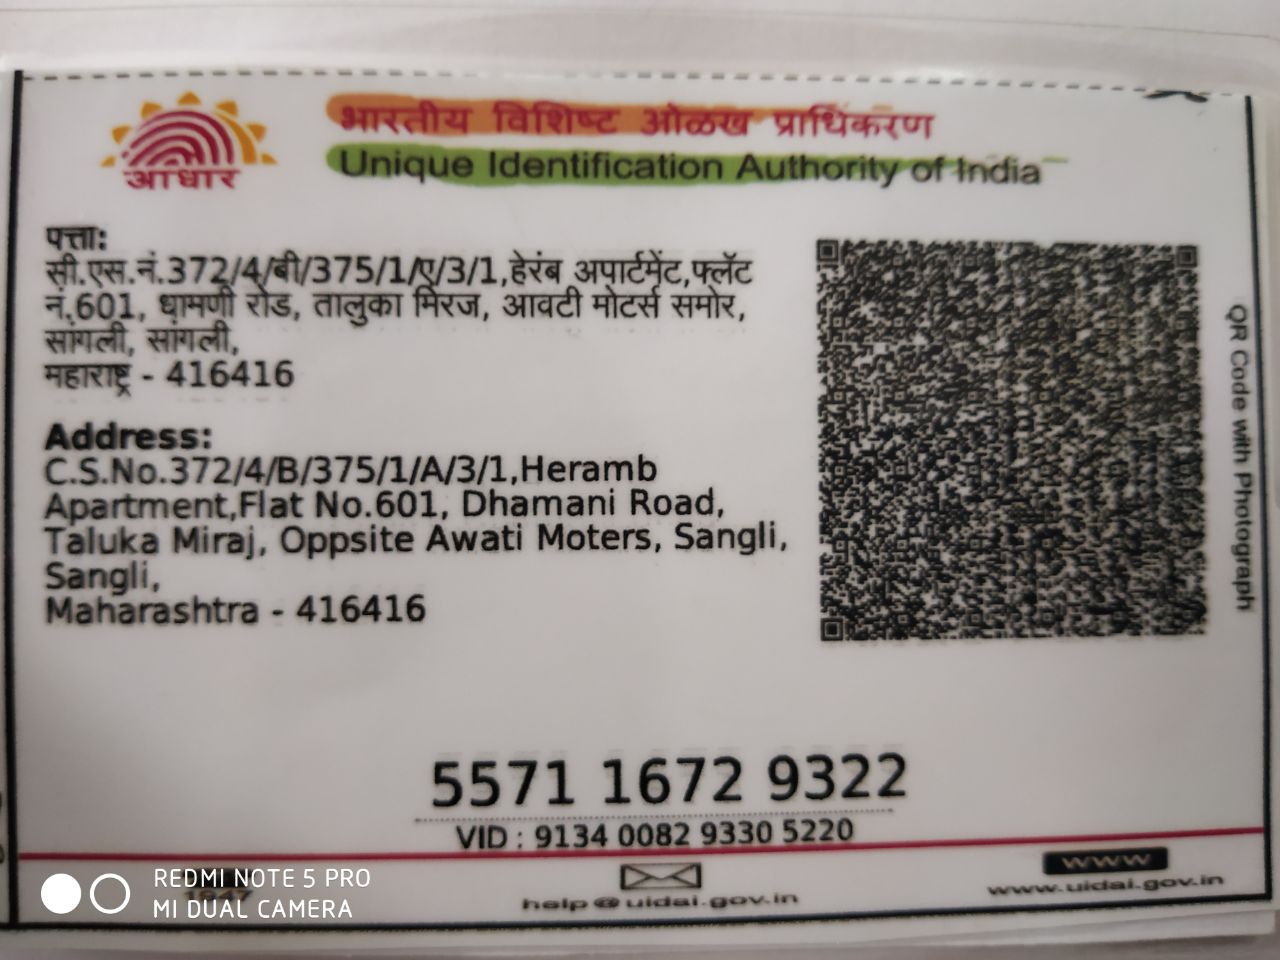 आधार
भारतीय विशिष्ट ओळख प्राधिकरण
Unique Identification Authority of India
पत्ता:
सी.एस.नं.372/4/बी/375/1/ए/3/1,हेरंब अपार्टमेंट,फ्लॅट
नं.601, धामणी रोड, तालुका मिरज, आवटी मोटर्स समोर,
सांगली, सांगली,
महाराष्ट्र - 416416
Address:
C.S.No.372/4/B/375/1/A/3/1,Heramb
Apartment,Flat No.601, Dhamani Road,
Taluka Miraj, Oppsite Awati Moters, Sangli,
Sangli,
Maharashtra - 416416
QR Code with Photograph
5571 1672 9322
VID : 9134 0082 9330 5220
1947
help@uidai.gov.in
www
www.uidai.gov.in
REDMI NOTE 5 PRO
MI DUAL CAMERA